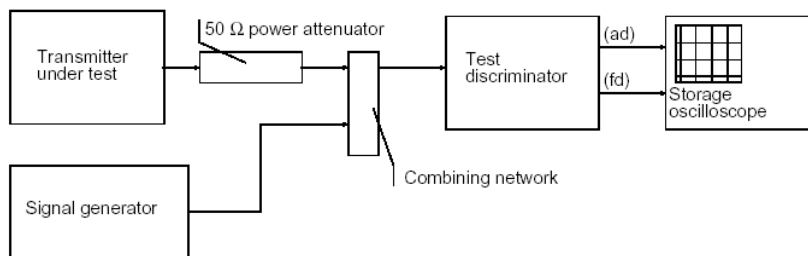 50 Ω power attenuator
Transmitter
under test
Test
discriminator
(ad)
(fd)
Storage
oscilloscope
Combining network
Signal generator